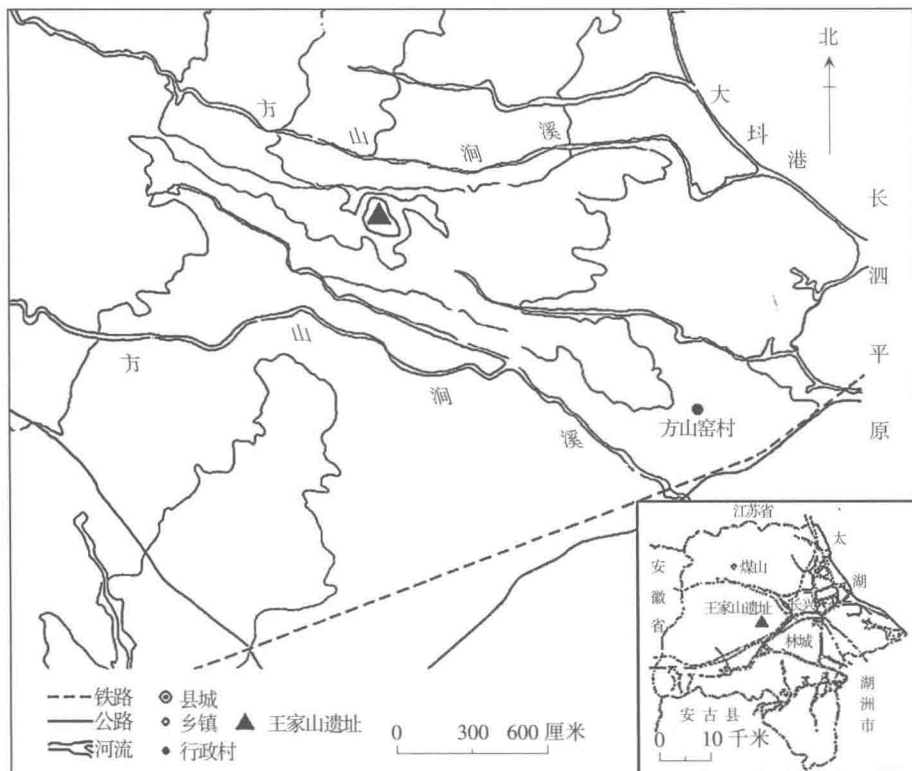 北
方山涧溪
大㘰港
长泗平原
方山涧溪
方山窑村
铁路
公路
河流
县城
乡镇
行政村
王家山遗址
0 300 600 厘米
江苏省
安徽省
煤山
太湖
王家山遗址
长兴
林城
湖洲市
安古县
0 10 千米